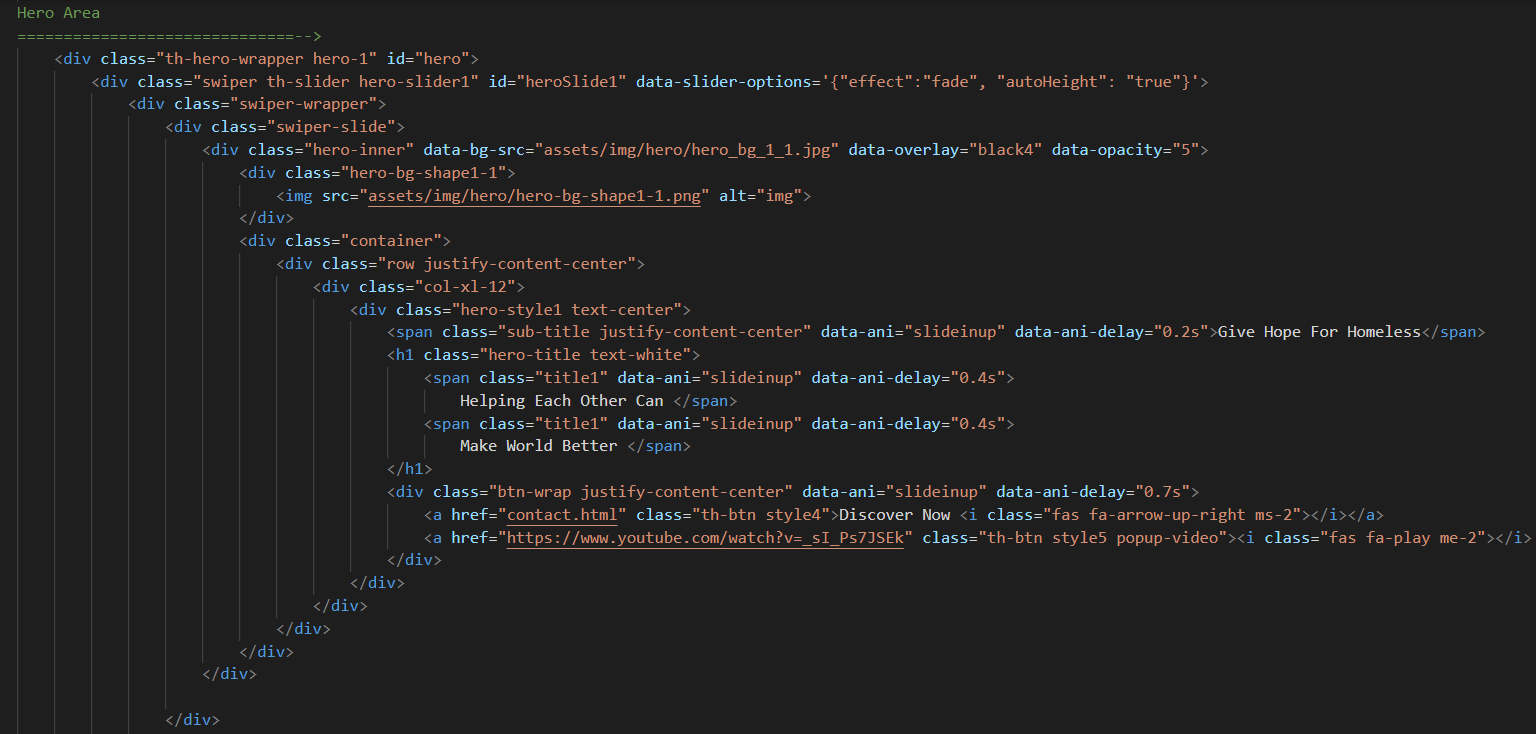 Hero Area
==============================-->
<div class="th-hero-wrapper hero-1" id="hero">
<div class="swiper th-slider hero-slider1" id="heroSlide1" data-slider-options='{"effect":"fade", "autoHeight": "true"}'>
<div class="swiper-wrapper">
<div class="swiper-slide">
<div class="hero-inner" data-bg-src="assets/img/hero/hero_bg_1_1.jpg" data-overlay="black4" data-opacity="5">
<div class="hero-bg-shape1-1">
<img src="assets/img/hero/hero-bg-shape1-1.png" alt="img">
</div>
<div class="container">
<div class="row justify-content-center">
<div class="col-xl-12">
<div class="hero-style1 text-center">
<span class="sub-title justify-content-center" data-ani="slideinup" data-ani-delay="0.2s">Give Hope For Homeless</span>
<h1 class="hero-title text-white">
<span class="title1" data-ani="slideinup" data-ani-delay="0.4s">
Helping Each Other Can </span>
<span class="title1" data-ani="slideinup" data-ani-delay="0.4s">
Make World Better </span>
</h1>
<div class="btn-wrap justify-content-center" data-ani="slideinup" data-ani-delay="0.7s">
<a href="contact.html" class="th-btn style4">Discover Now <i class="fas fa-arrow-up-right ms-2"></i></a>
<a href="https://www.youtube.com/watch?v=_sI_Ps7JSEk" class="th-btn style5 popup-video"><i class="fas fa-play me-2"></i>
</div>
</div>
</div>
</div>
</div>
</div>
</div>